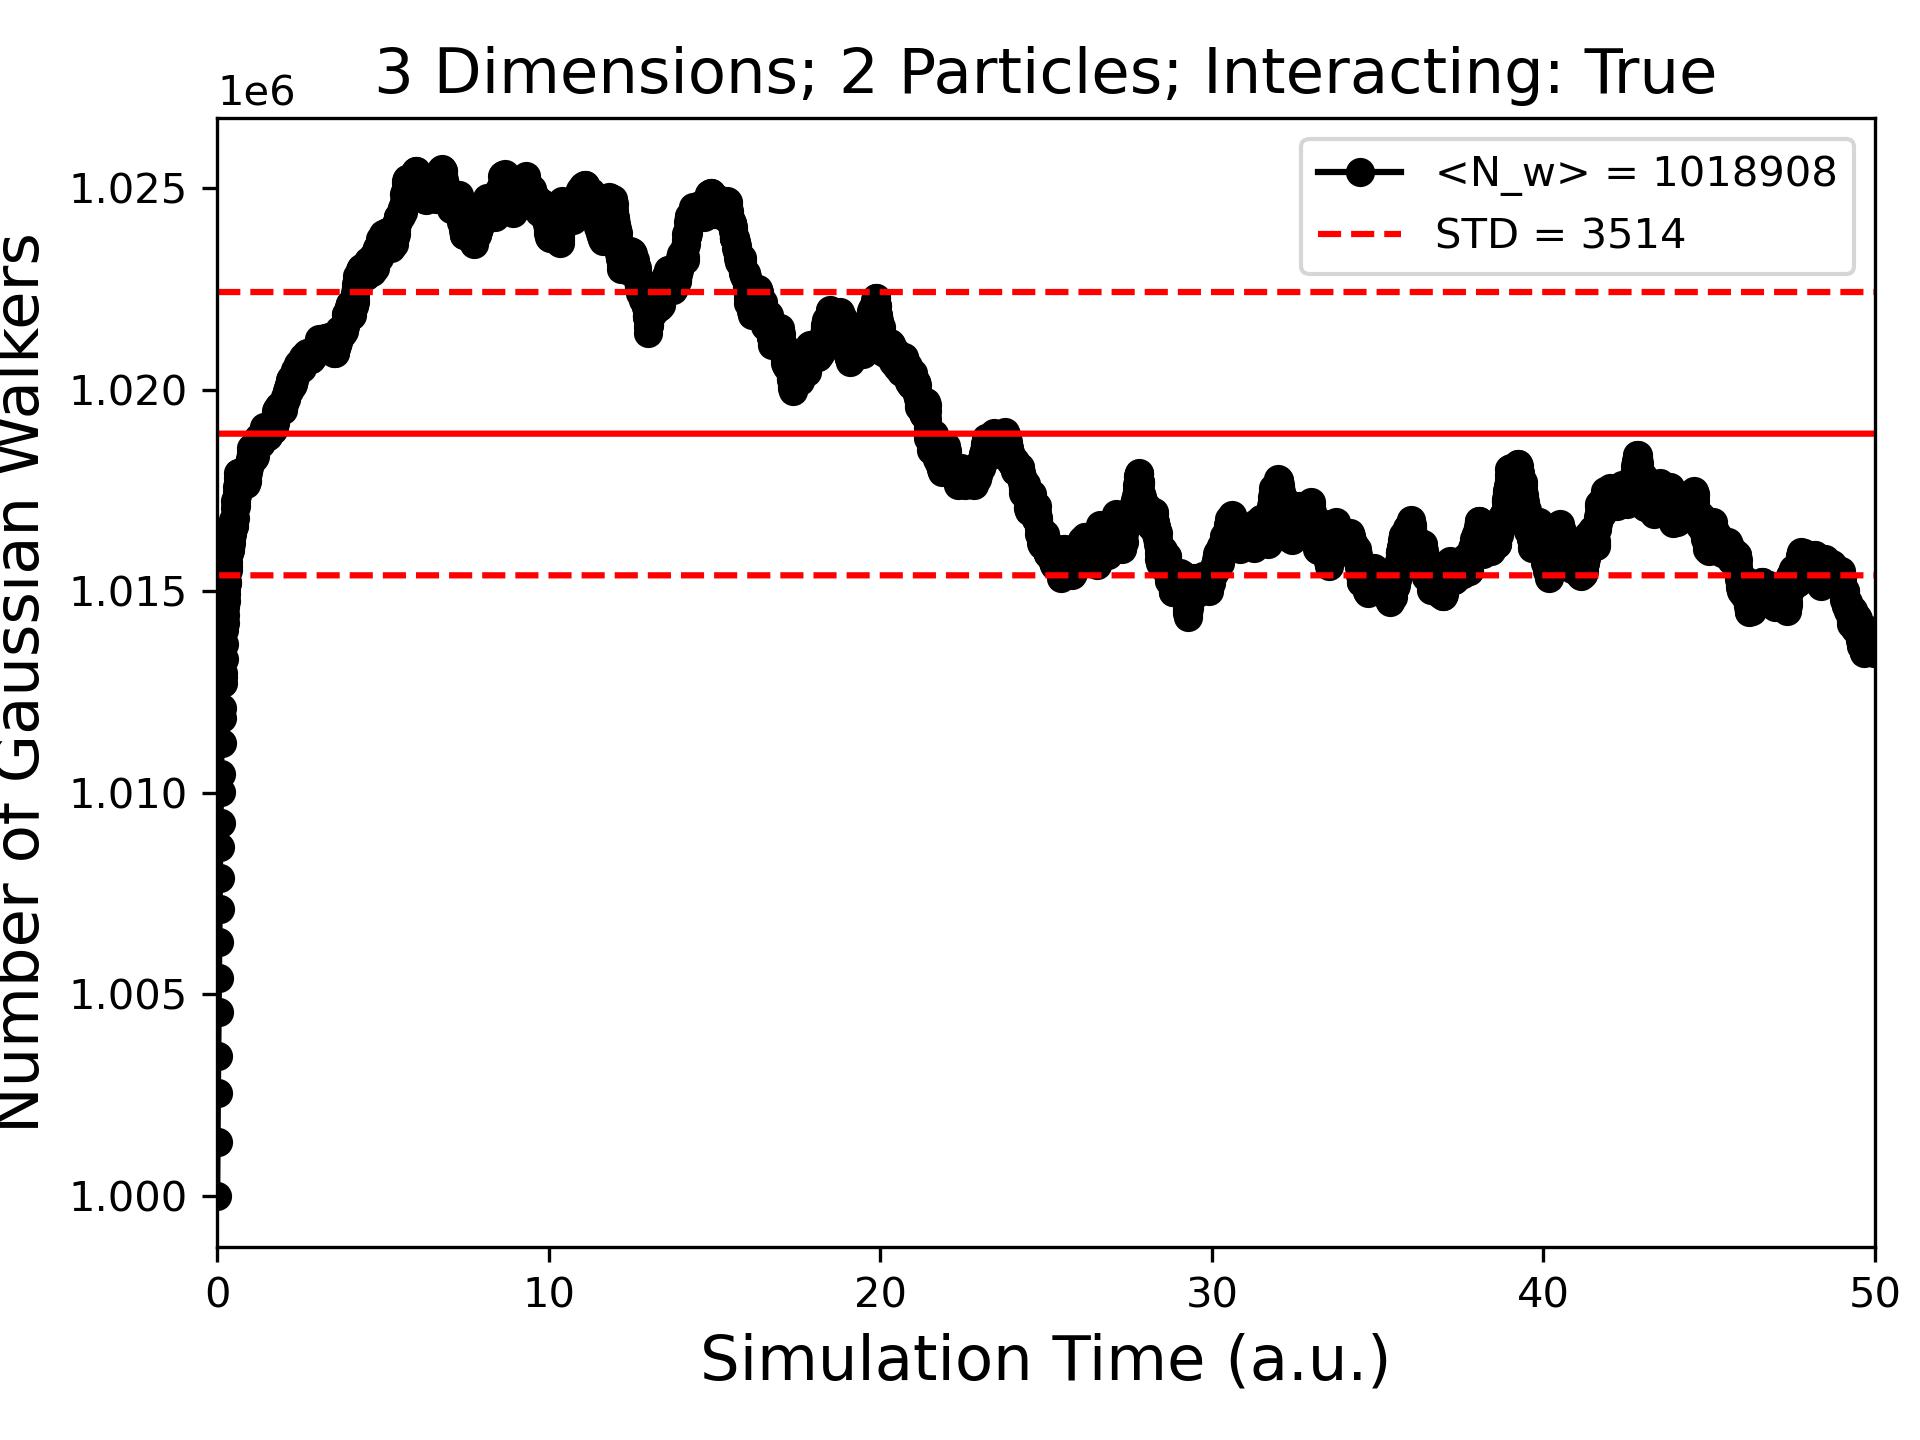 3 Dimensions; 2 Particles; Interacting: True
1e6
<N_w> = 1018908
STD = 3514
Number of Gaussian Walkers
1.025
1.020
1.015
1.010
1.005
1.000
0 10 20 30 40 50
Simulation Time (a.u.)